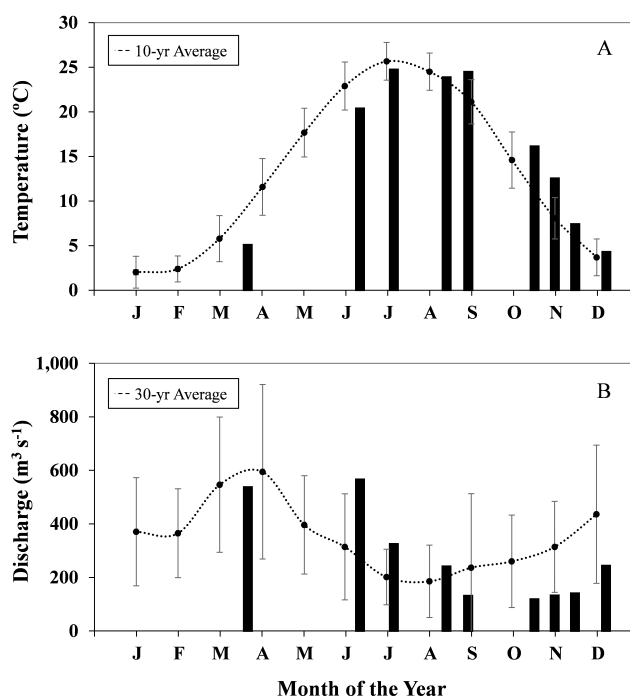 30
25
20
15
10
5
0
Temperature (ºC)
10-yr Average
A
J F M A M J J A S O N D
1,000
800
600
400
200
0
Discharge (m³ s⁻¹)
30-yr Average
B
J F M A M J J A S O N D
Month of the Year